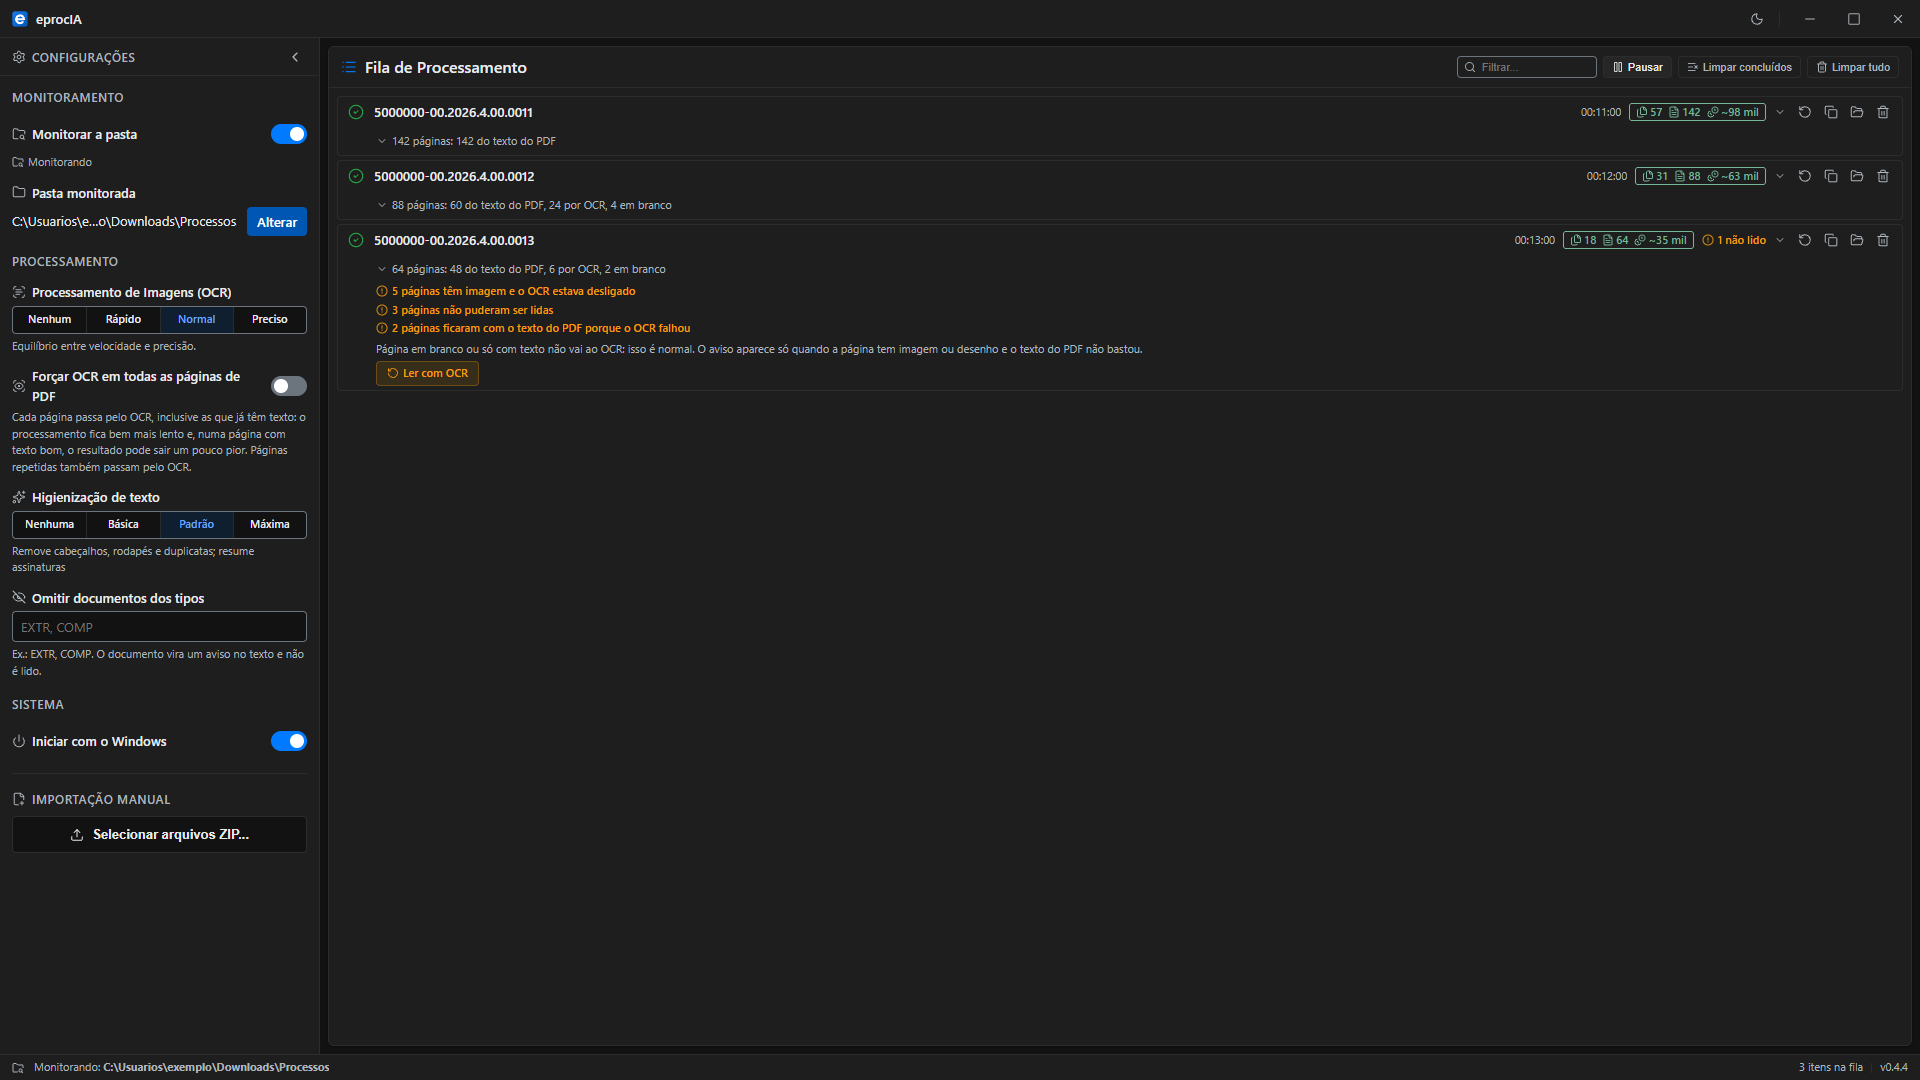 eprocIA
CONFIGURAÇÕES
MONITORAMENTO
Monitorar a pasta
Monitorando
Pasta monitorada
C:\Usuarios\e...o\Downloads\Processos
Alterar
PROCESSAMENTO
Processamento de Imagens (OCR)
Nenhum Rápido Normal Preciso
Equilíbrio entre velocidade e precisão.
Forçar OCR em todas as páginas de
PDF
Cada página passa pelo OCR, inclusive as que já têm texto: o
processamento fica bem mais lento e, numa página com
texto bom, o resultado pode sair um pouco pior. Páginas
repetidas também passam pelo OCR.
Higienização de texto
Nenhuma Básica Padrão Máxima
Remove cabeçalhos, rodapés e duplicatas; resume
assinaturas
Omitir documentos dos tipos
EXTR, COMP
Ex.: EXTR, COMP. O documento vira um aviso no texto e não
é lido.
SISTEMA
Iniciar com o Windows
IMPORTAÇÃO MANUAL
Selecionar arquivos ZIP...
Fila de Processamento
Filtrar... Pausar Limpar concluídos Limpar tudo
5000000-00.2026.4.00.0011 00:11:00 57 142 ~98 mil
142 páginas: 142 do texto do PDF
5000000-00.2026.4.00.0012 00:12:00 31 88 ~63 mil
88 páginas: 60 do texto do PDF, 24 por OCR, 4 em branco
5000000-00.2026.4.00.0013 00:13:00 18 64 ~35 mil 1 não lido
64 páginas: 48 do texto do PDF, 6 por OCR, 2 em branco
5 páginas têm imagem e o OCR estava desligado
3 páginas não puderam ser lidas
2 páginas ficaram com o texto do PDF porque o OCR falhou
Página em branco ou só com texto não vai ao OCR: isso é normal. O aviso aparece só quando a página tem imagem ou desenho e o texto do PDF não bastou.
Ler com OCR
Monitorando: C:\Usuarios\exemplo\Downloads\Processos
3 itens na fila v0.4.4